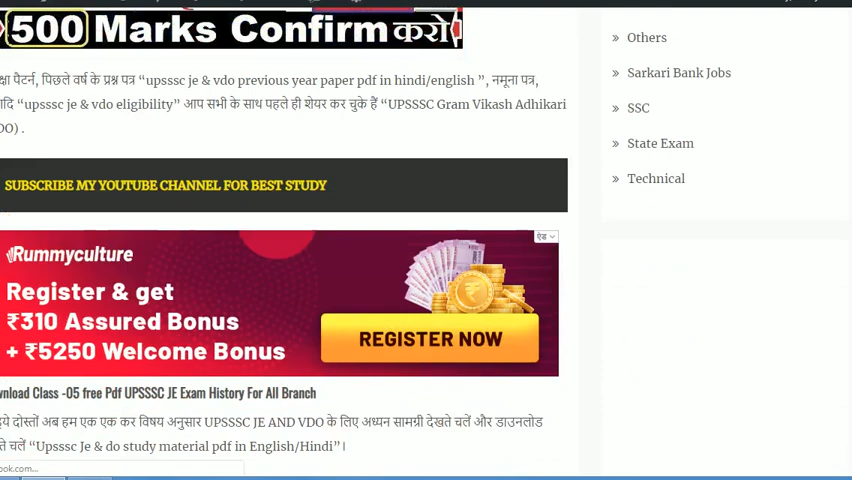 500 Marks Confirm करो
क्षा पैटर्न, पिछले वर्ष के प्रश्न पत्र “upsssc je & vdo previous year paper pdf in hindi/english ”, नमूना पत्र,
आदि “upsssc je & vdo eligibility” आप सभी के साथ पहले ही शेयर कर चुके हैं “UPSSSC Gram Vikash Adhikari
DO) .
SUBSCRIBE MY YOUTUBE CHANNEL FOR BEST STUDY
ऐड
Rummyculture
Register & get
₹310 Assured Bonus
+ ₹5250 Welcome Bonus
REGISTER NOW
wnload Class -05 free Pdf UPSSSC JE Exam History For All Branch
इये दोस्तों अब हम एक एक कर विषय अनुसार UPSSSC JE AND VDO के लिए अध्यन सामाग्री देखते चलें और डाउनलोड
ते चलें “Upsssc Je & do study material pdf in English/Hindi”।
ook.com...
Others
Sarkari Bank Jobs
SSC
State Exam
Technical